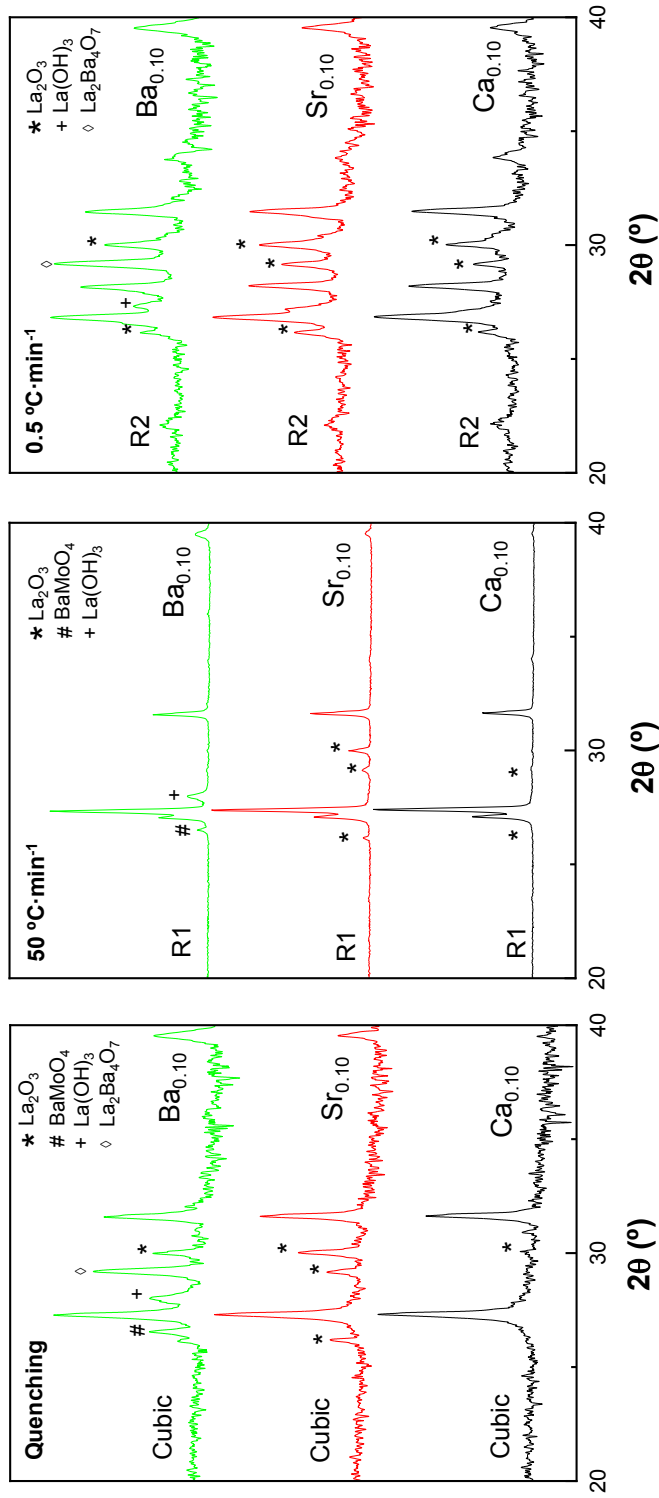 Quenching
* La₂O₃
# BaMoO₄
+ La(OH)₃
◇ La₂Ba₄O₇
Cubic
#
+
◇
*
Ba₀.₁₀
Cubic
*
*
*
Sr₀.₁₀
Cubic
*
Ca₀.₁₀
20 30 40
2θ (º)
50 ºC·min⁻¹
* La₂O₃
# BaMoO₄
+ La(OH)₃
R1
#
+
Ba₀.₁₀
R1
*
*
*
Sr₀.₁₀
R1
*
*
Ca₀.₁₀
20 30 40
2θ (º)
0.5 ºC·min⁻¹
* La₂O₃
+ La(OH)₃
◇ La₂Ba₄O₇
R2
*
+
◇
*
Ba₀.₁₀
R2
*
*
*
Sr₀.₁₀
R2
*
*
*
Ca₀.₁₀
20 30 40
2θ (º)